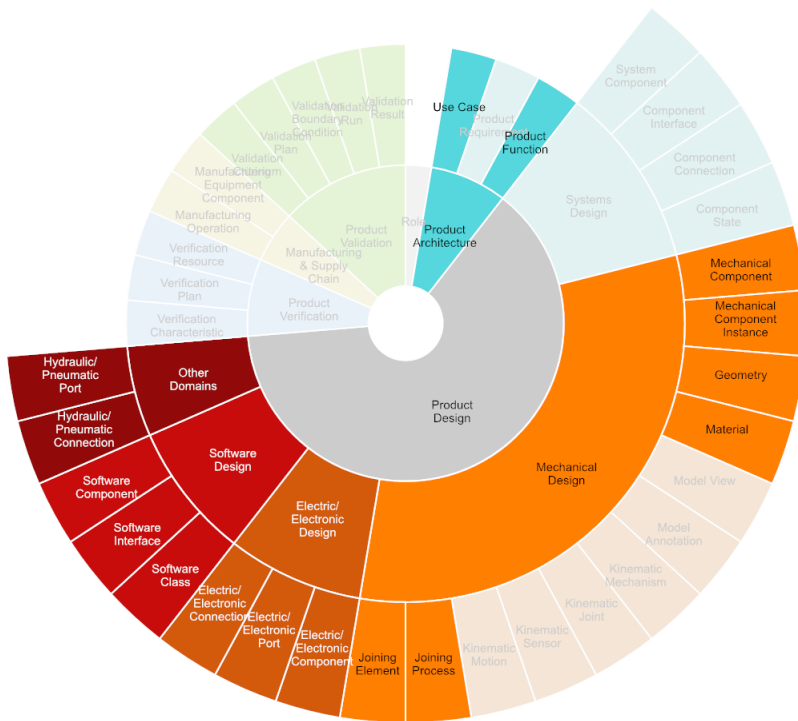 Use Case
Product
Requirement
Product
Function
System
Component
Component
Interface
Component
Connection
Component
State
Systems
Design
Role
Product
Architecture
Mechanical
Component
Mechanical
Component
Instance
Geometry
Material
Model View
Model
Annotation
Kinematic
Mechanism
Kinematic
Joint
Kinematic
Sensor
Kinematic
Motion
Joining
Process
Joining
Element
Mechanical
Design
Product
Design
Electric/
Electronic
Design
Electric/
Electronic
Component
Electric/
Electronic
Port
Electric/
Electronic
Connection
Software
Design
Software
Class
Software
Interface
Software
Component
Other
Domains
Hydraulic/
Pneumatic
Connection
Hydraulic/
Pneumatic
Port
Product
Verification
Verification
Characteristic
Verification
Plan
Verification
Resource
Manufacturing
& Supply
Chain
Manufacturing
Operation
Manufacturing
Equipment
Component
Product
Validation
Validation
Criterium
Validation
Plan
Validation
Boundary
Condition
Validation
Run
Validation
Result